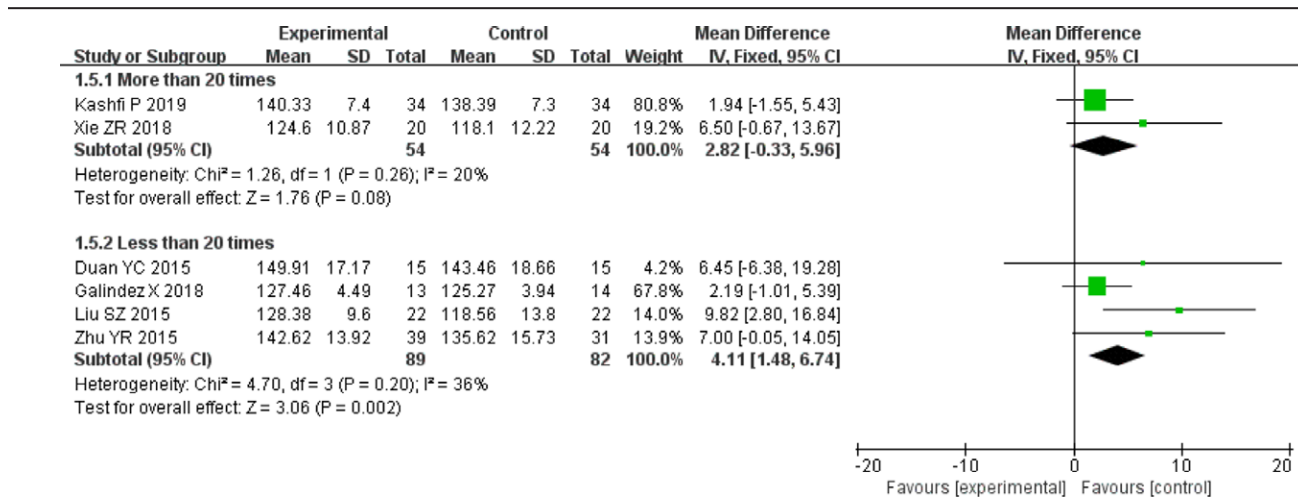 Experimental Control Mean Difference Mean Difference
Study or Subgroup Mean SD Total Mean SD Total Weight IV, Fixed, 95% CI IV, Fixed, 95% CI
1.5.1 More than 20 times
Kashfi P 2019 140.33 7.4 34 138.39 7.3 34 80.8% 1.94 [-1.55, 5.43]
Xie ZR 2018 124.6 10.87 20 118.1 12.22 20 19.2% 6.50 [-0.67, 13.67]
Subtotal (95% CI) 54 54 100.0% 2.82 [-0.33, 5.96]
Heterogeneity: Chi² = 1.26, df = 1 (P = 0.26); I² = 20%
Test for overall effect: Z = 1.76 (P = 0.08)
1.5.2 Less than 20 times
Duan YC 2015 149.91 17.17 15 143.46 18.66 15 4.2% 6.45 [-6.38, 19.28]
Galindez X 2018 127.46 4.49 13 125.27 3.94 14 67.8% 2.19 [-1.01, 5.39]
Liu SZ 2015 128.38 9.6 22 118.56 13.8 22 14.0% 9.82 [2.80, 16.84]
Zhu YR 2015 142.62 13.92 39 135.62 15.73 31 13.9% 7.00 [-0.05, 14.05]
Subtotal (95% CI) 89 82 100.0% 4.11 [1.48, 6.74]
Heterogeneity: Chi² = 4.70, df = 3 (P = 0.20); I² = 36%
Test for overall effect: Z = 3.06 (P = 0.002)
-20 -10 0 10 20
Favours [experimental] Favours [control]